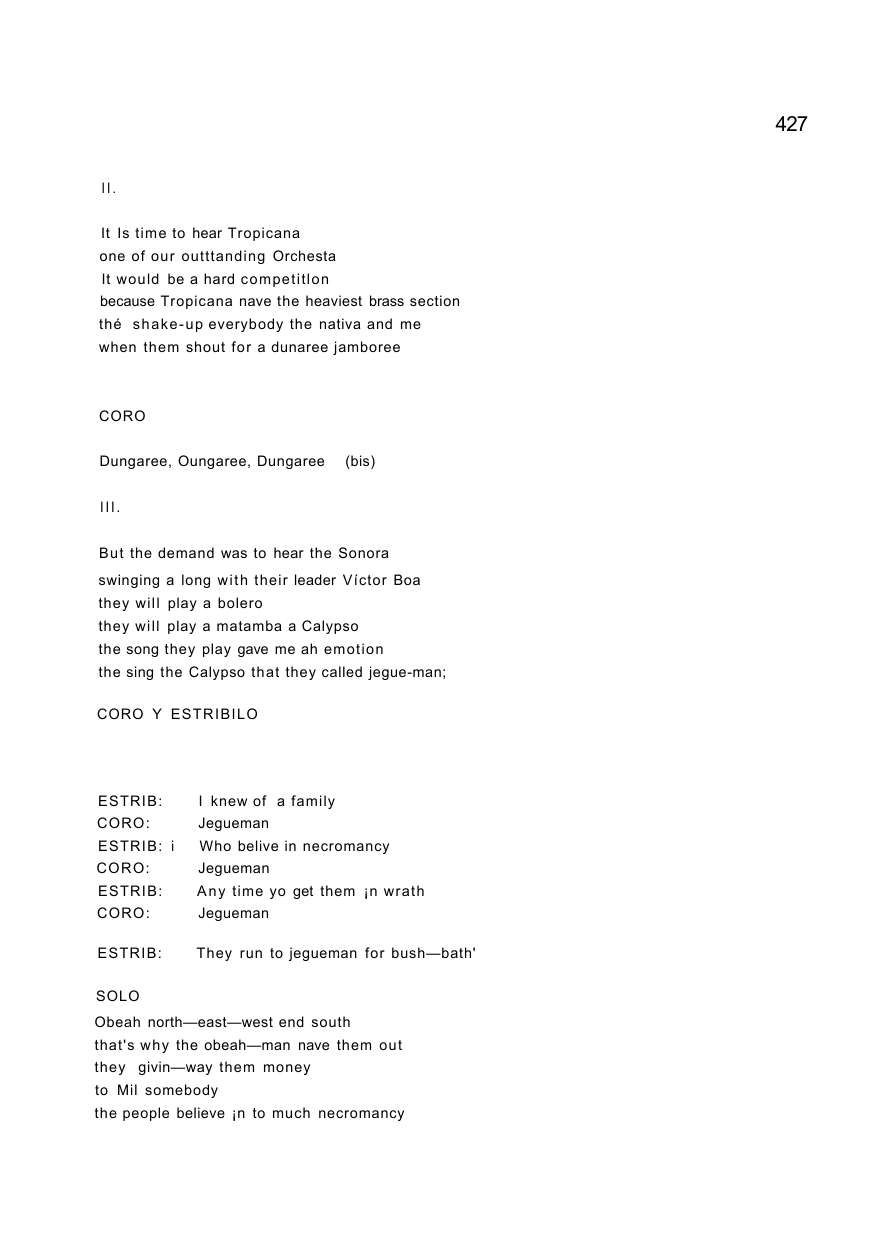 427
II.
It Is time to hear Tropicana
one of our outttanding Orchesta
It would be a hard competitIon
because Tropicana nave the heaviest brass section
thé shake-up everybody the nativa and me
when them shout for a dunaree jamboree
CORO
Dungaree, Oungaree, Dungaree (bis)
III.
But the demand was to hear the Sonora
swinging a long with their leader Víctor Boa
they will play a bolero
they will play a matamba a Calypso
the song they play gave me ah emotion
the sing the Calypso that they called jegue-man;
CORO Y ESTRIBILO
ESTRIB: I knew of a family
CORO: Jegueman
ESTRIB: i Who belive in necromancy
CORO: Jegueman
ESTRIB: Any time yo get them ¡n wrath
CORO: Jegueman
ESTRIB: They run to jegueman for bush—bath'
SOLO
Obeah north—east—west end south
that's why the obeah—man nave them out
they givin—way them money
to Mil somebody
the people believe ¡n to much necromancy